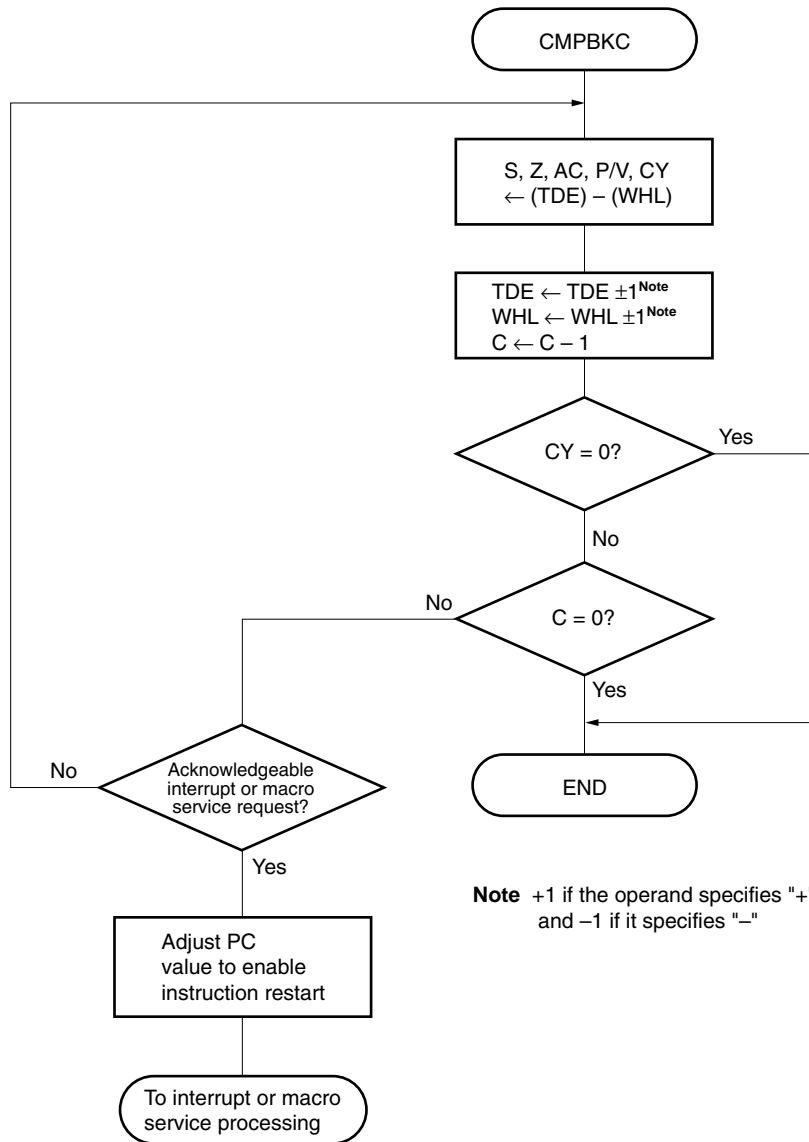 CMPBKC
S, Z, AC, P/V, CY
← (TDE) – (WHL)
TDE ← TDE ±1Note
WHL ← WHL ±1Note
C ← C – 1
CY = 0?
Yes
No
C = 0?
No
Yes
Acknowledgeable
interrupt or macro
service request?
No
Yes
END
Note +1 if the operand specifies "+"
and –1 if it specifies "–"
Adjust PC
value to enable
instruction restart
To interrupt or macro
service processing